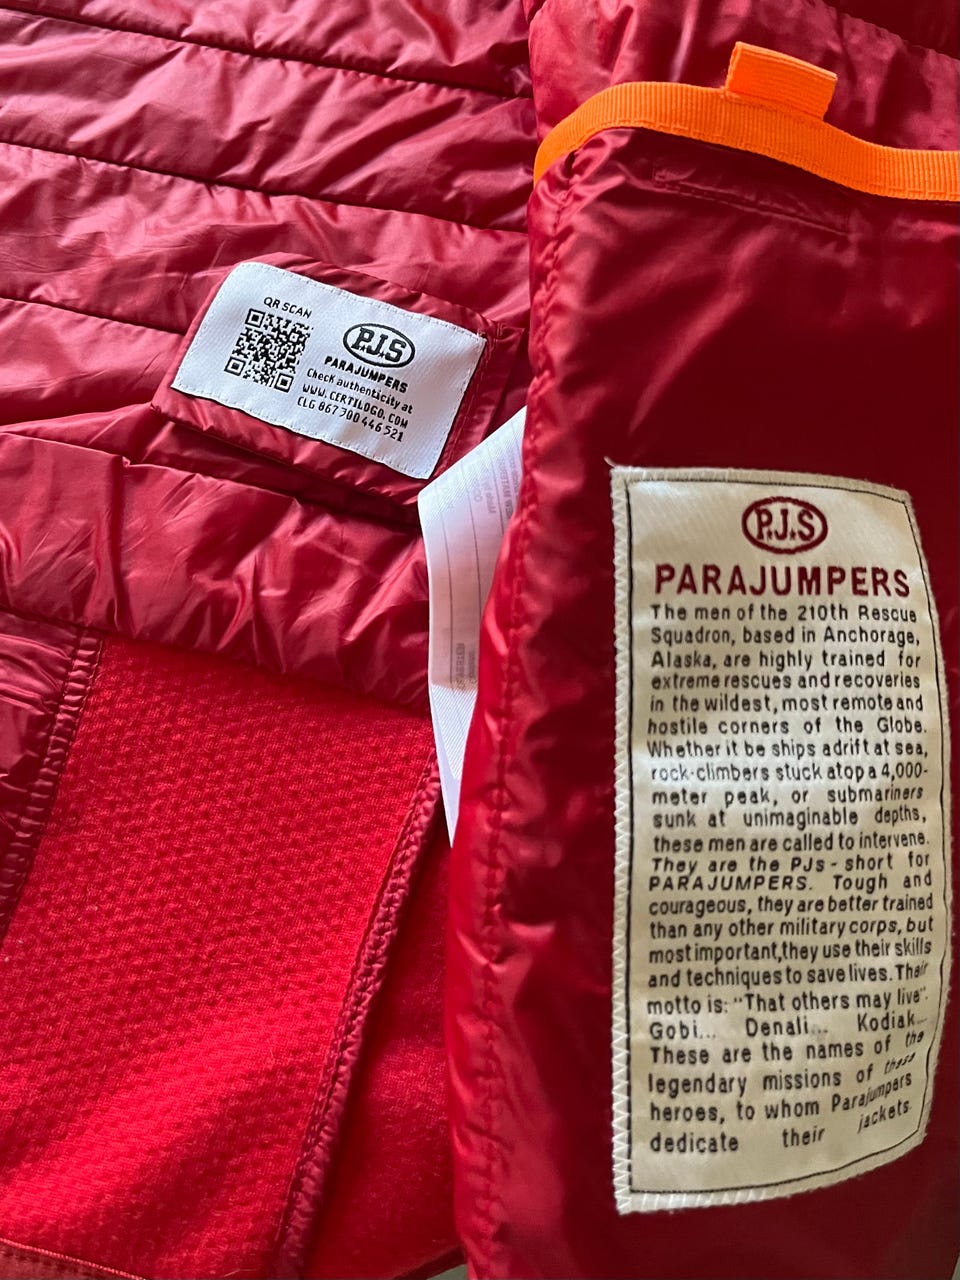 QR SCAN
P.J.S
PARAJUMPERS
Check authenticity at
WWW.CERTILOGO.COM
CLG 867 300 446 521
P.J.S
PARAJUMPERS
The men of the 210th Rescue
Squadron, based in Anchorage,
Alaska, are highly trained for
extreme rescues and recoveries
in the wildest, most remote and
hostile corners of the Globe.
Whether it be ships adrift at sea,
rock-climbers stuck atop a 4,000-
meter peak, or submariners
sunk at unimaginable depths,
these men are called to intervene.
They are the PJs - short for
PARAJUMPERS. Tough and
courageous, they are better trained
than any other military corps, but
most important,they use their skills
and techniques to save lives. Their
motto is: "That others may live".
Gobi... Denali... Kodiak...
These are the names of the
legendary missions of these
heroes, to whom Parajumpers
dedicate their jackets.